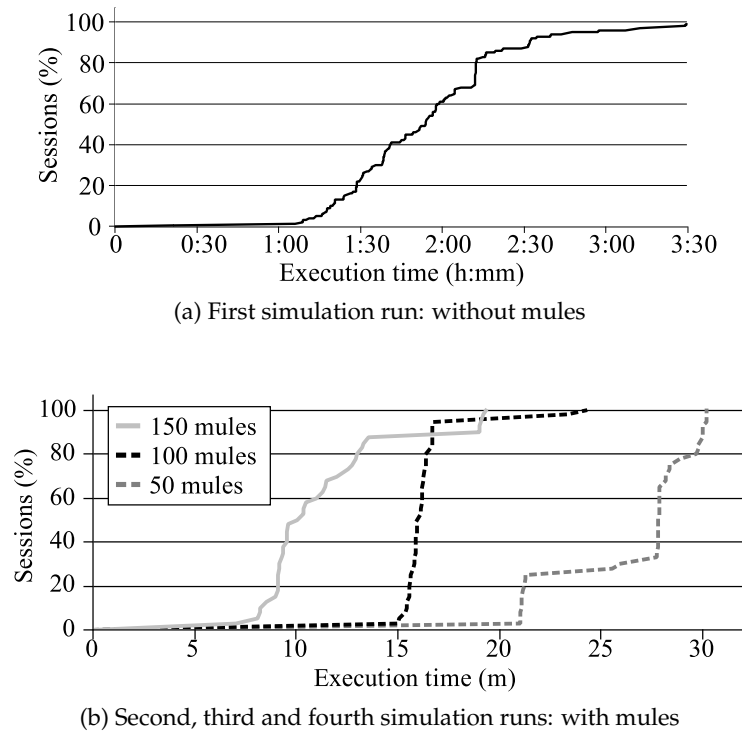 100
80
60
40
20
0
Sessions (%)
0 0:30 1:00 1:30 2:00 2:30 3:00 3:30
Execution time (h:mm)
(a) First simulation run: without mules
100
80
60
40
20
0
Sessions (%)
150 mules
100 mules
50 mules
0 5 10 15 20 25 30
Execution time (m)
(b) Second, third and fourth simulation runs: with mules